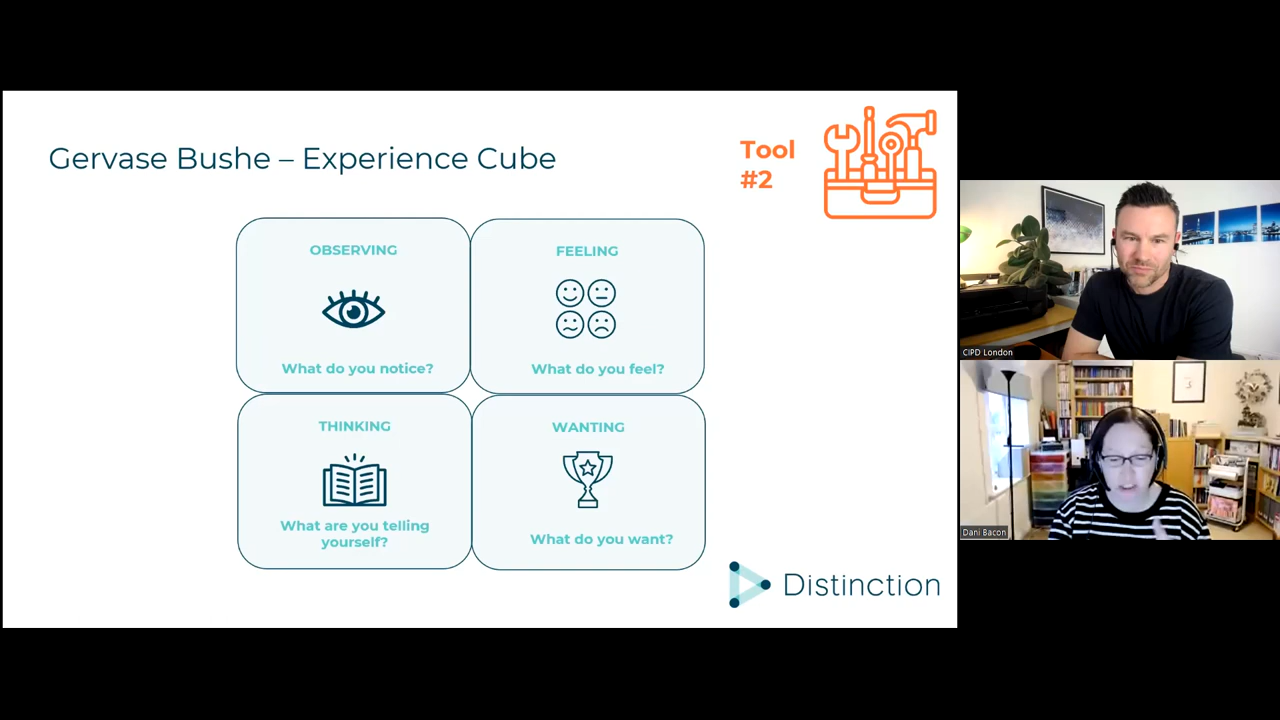 Gervase Bushe – Experience Cube
Tool
#2
OBSERVING
What do you notice?
FEELING
What do you feel?
THINKING
What are you telling
yourself?
WANTING
What do you want?
Distinction
CIPD London
Dani Bacon